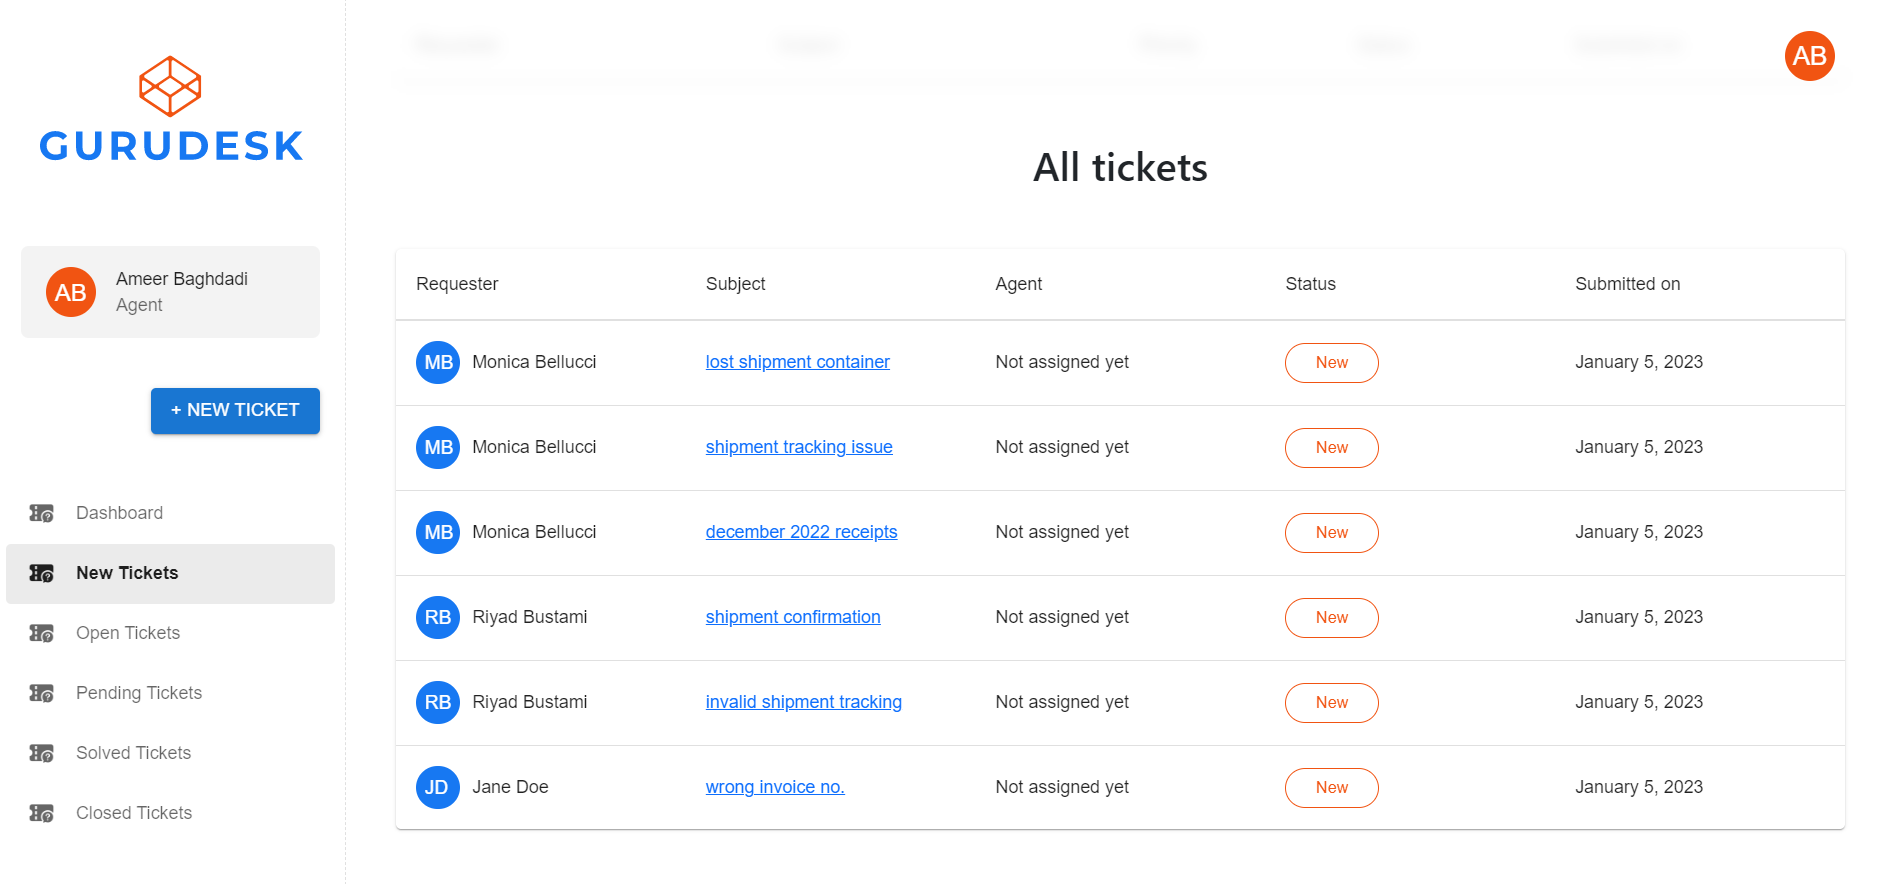 GURUDESK
AB
Ameer Baghdadi
Agent
+ NEW TICKET
Dashboard
New Tickets
Open Tickets
Pending Tickets
Solved Tickets
Closed Tickets
AB
All tickets
Requester Subject Agent Status Submitted on
MB Monica Bellucci lost shipment container Not assigned yet New January 5, 2023
MB Monica Bellucci shipment tracking issue Not assigned yet New January 5, 2023
MB Monica Bellucci december 2022 receipts Not assigned yet New January 5, 2023
RB Riyad Bustami shipment confirmation Not assigned yet New January 5, 2023
RB Riyad Bustami invalid shipment tracking Not assigned yet New January 5, 2023
JD Jane Doe wrong invoice no. Not assigned yet New January 5, 2023